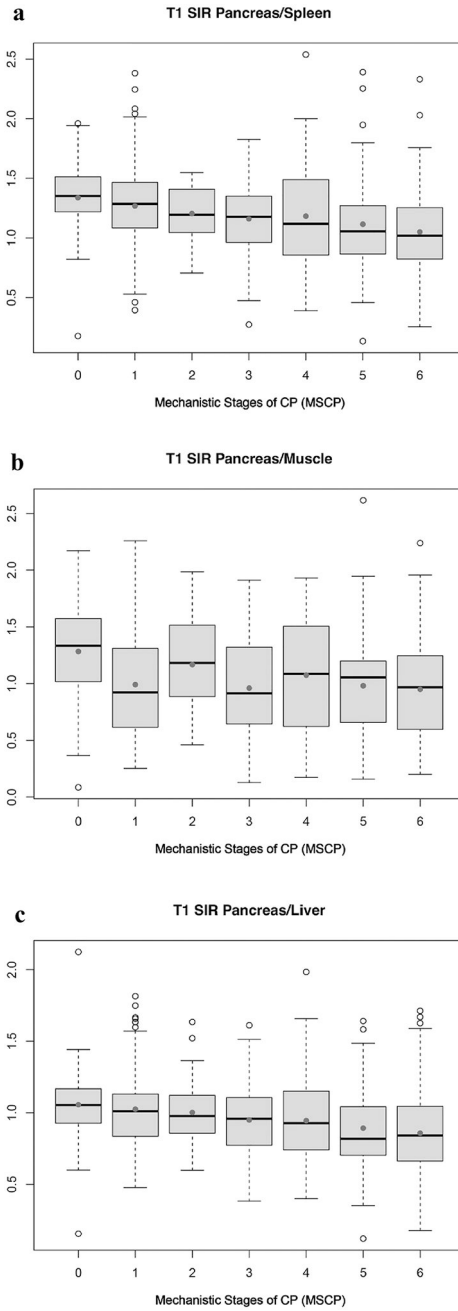 a
T1 SIR Pancreas/Spleen
2.5
2.0
1.5
1.0
0.5
0 1 2 3 4 5 6
Mechanistic Stages of CP (MSCP)
b
T1 SIR Pancreas/Muscle
2.5
2.0
1.5
1.0
0.5
0.0
0 1 2 3 4 5 6
Mechanistic Stages of CP (MSCP)
c
T1 SIR Pancreas/Liver
2.0
1.5
1.0
0.5
0 1 2 3 4 5 6
Mechanistic Stages of CP (MSCP)